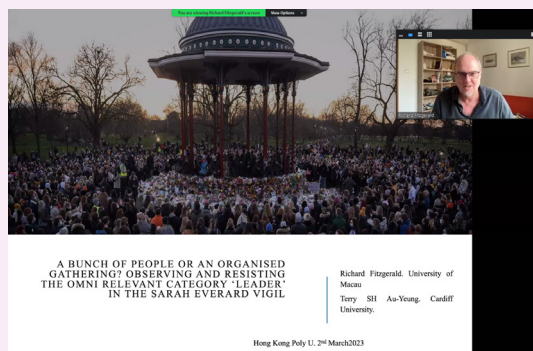 You are viewing Richard Fitzgerald's screen
View Options
Richard Fitzgerald
A BUNCH OF PEOPLE OR AN ORGANISED
GATHERING? OBSERVING AND RESISTING
THE OMNI RELEVANT CATEGORY ‘LEADER’
IN THE SARAH EVERARD VIGIL
Richard Fitzgerald. University of
Macau
Terry SH Au-Yeung. Cardiff
University.
Hong Kong Poly U. 2nd March2023